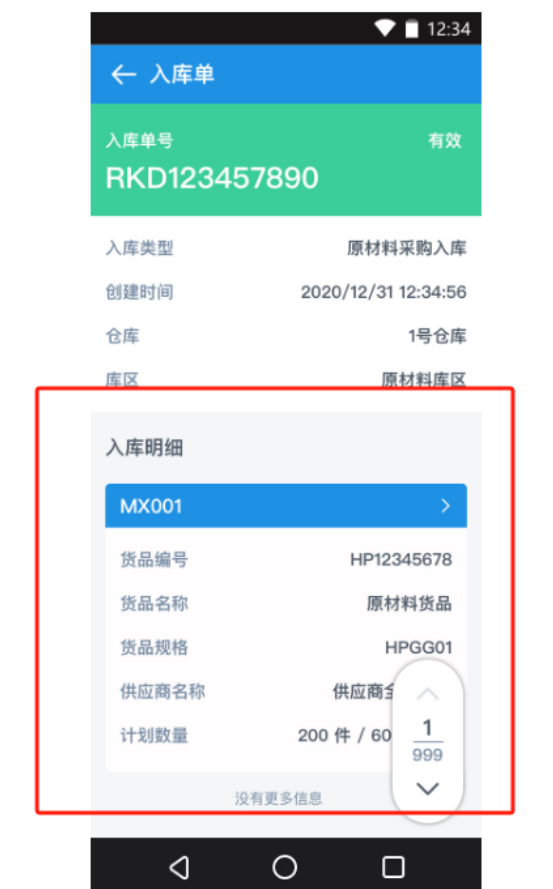 12:34
入库单
入库单号 有效
RKD123457890
入库类型 原材料采购入库
创建时间 2020/12/31 12:34:56
仓库 1号仓库
库区 原材料库区
入库明细
MX001
货品编号 HP12345678
货品名称 原材料货品
货品规格 HPGG01
供应商名称 供应商全
计划数量 200 件 / 60
1
999
没有更多信息